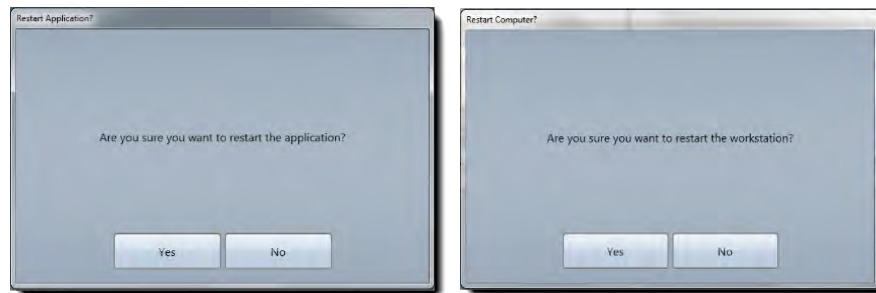 Restart Application?
Are you sure you want to restart the application?
Yes No
Restart Computer?
Are you sure you want to restart the workstation?
Yes No